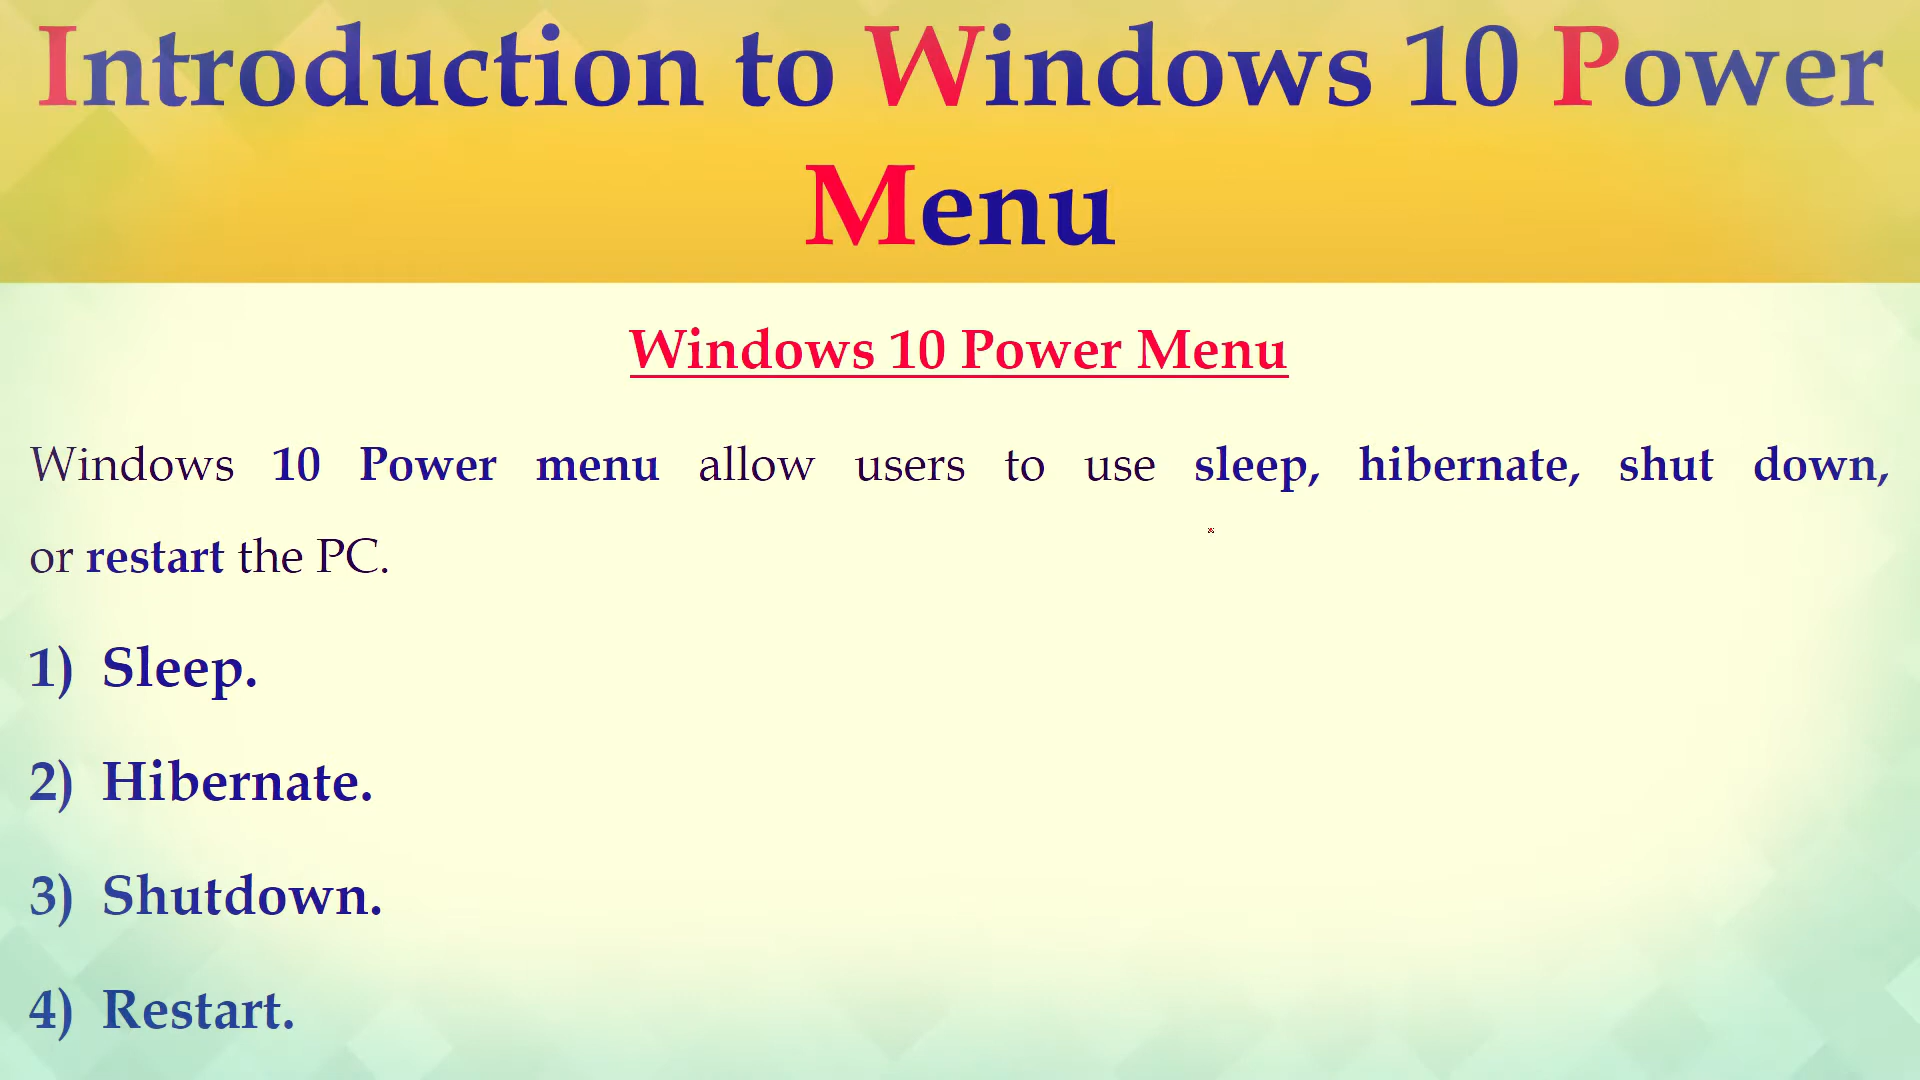 Introduction to Windows 10 Power
Menu
Windows 10 Power Menu
Windows 10 Power menu allow users to use sleep, hibernate, shut down,
or restart the PC.
1) Sleep.
2) Hibernate.
3) Shutdown.
4) Restart.